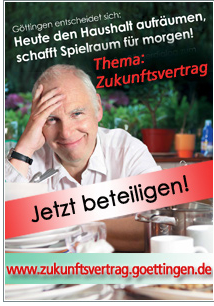 Göttingen entscheidet sich:
Heute den Haushalt aufräumen,
schafft Spielraum für morgen!
Thema:
Zukunftsvertrag
Jetzt beteiligen!
www.zukunftsvertrag.goettingen.de